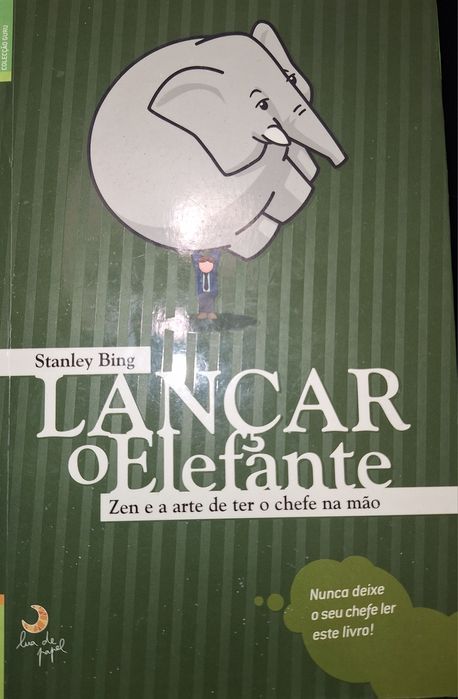 COLECÇÃO GURU
Stanley Bing
LANÇAR
O Elefante
Zen e a arte de ter o chefe na mão
Nunca deixe
o seu chefe ler
este livro!
lua de
papel